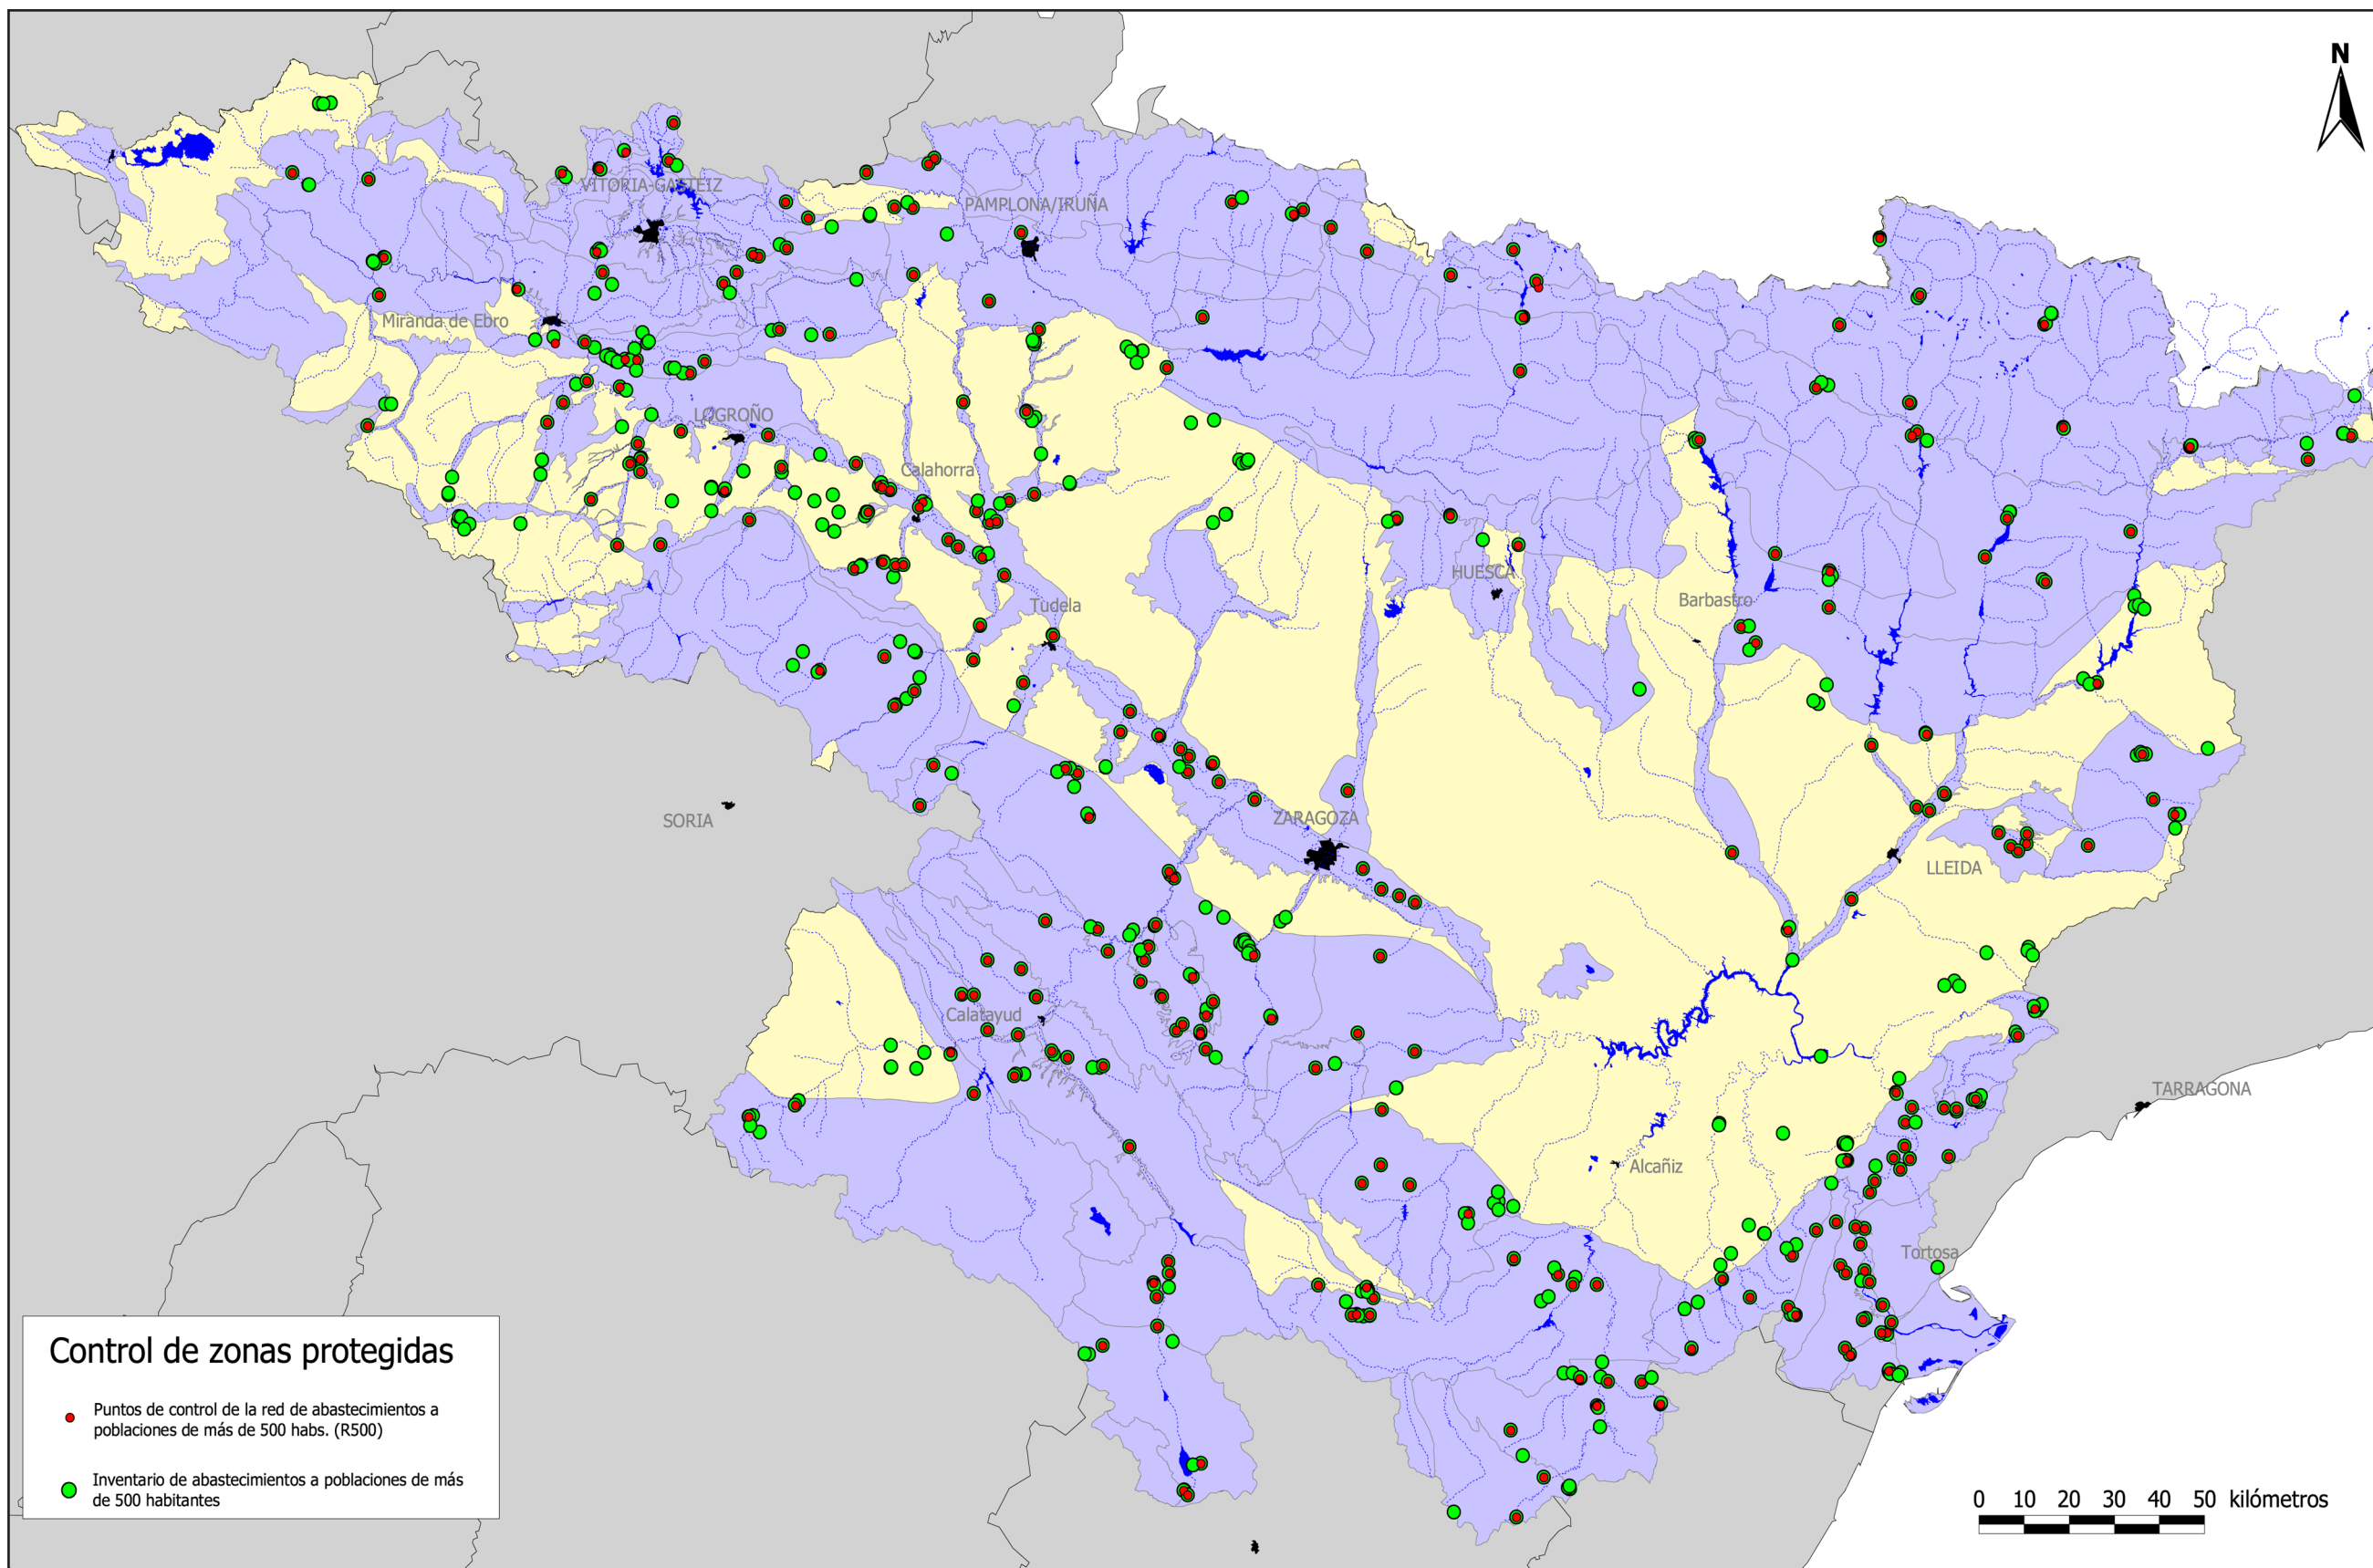 N
VITORIA-GASTEIZ
PAMPLONA/IRUÑA
Miranda de Ebro
LOGROÑO
Calahorra
HUESCA
Barbastro
Tudela
SORIA
ZARAGOZA
LLEIDA
Calatayud
TARRAGONA
Alcañiz
Tortosa
Control de zonas protegidas
Puntos de control de la red de abastecimientos a
poblaciones de más de 500 habs. (R500)
Inventario de abastecimientos a poblaciones de más
de 500 habitantes
0 10 20 30 40 50 kilómetros